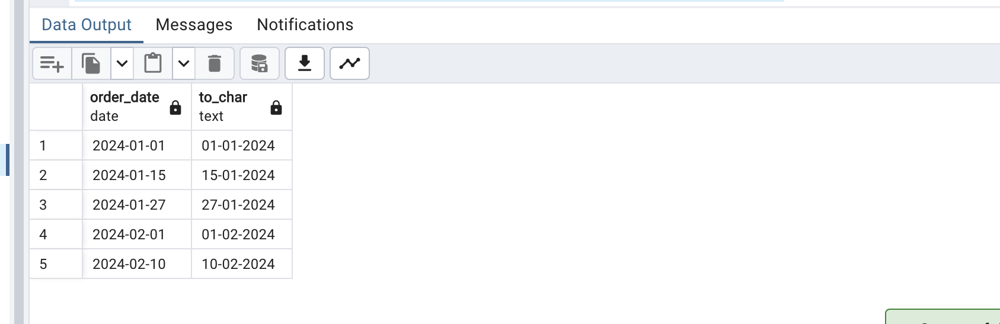 Data Output Messages Notifications
order_date to_char
date text
1 2024-01-01 01-01-2024
2 2024-01-15 15-01-2024
3 2024-01-27 27-01-2024
4 2024-02-01 01-02-2024
5 2024-02-10 10-02-2024